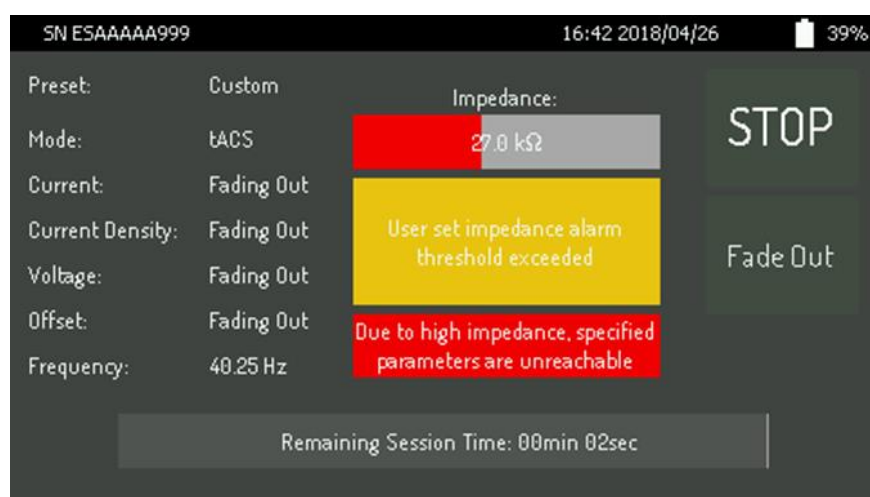 SN ESAAAAA999 16:42 2018/04/26 39%
Preset: Custom
Mode: tACS
Current: Fading Out
Current Density: Fading Out
Voltage: Fading Out
Offset: Fading Out
Frequency: 40.25 Hz
Impedance:
27.0 kΩ
User set impedance alarm
threshold exceeded
Due to high impedance, specified
parameters are unreachable
STOP
Fade Out
Remaining Session Time: 00min 02sec